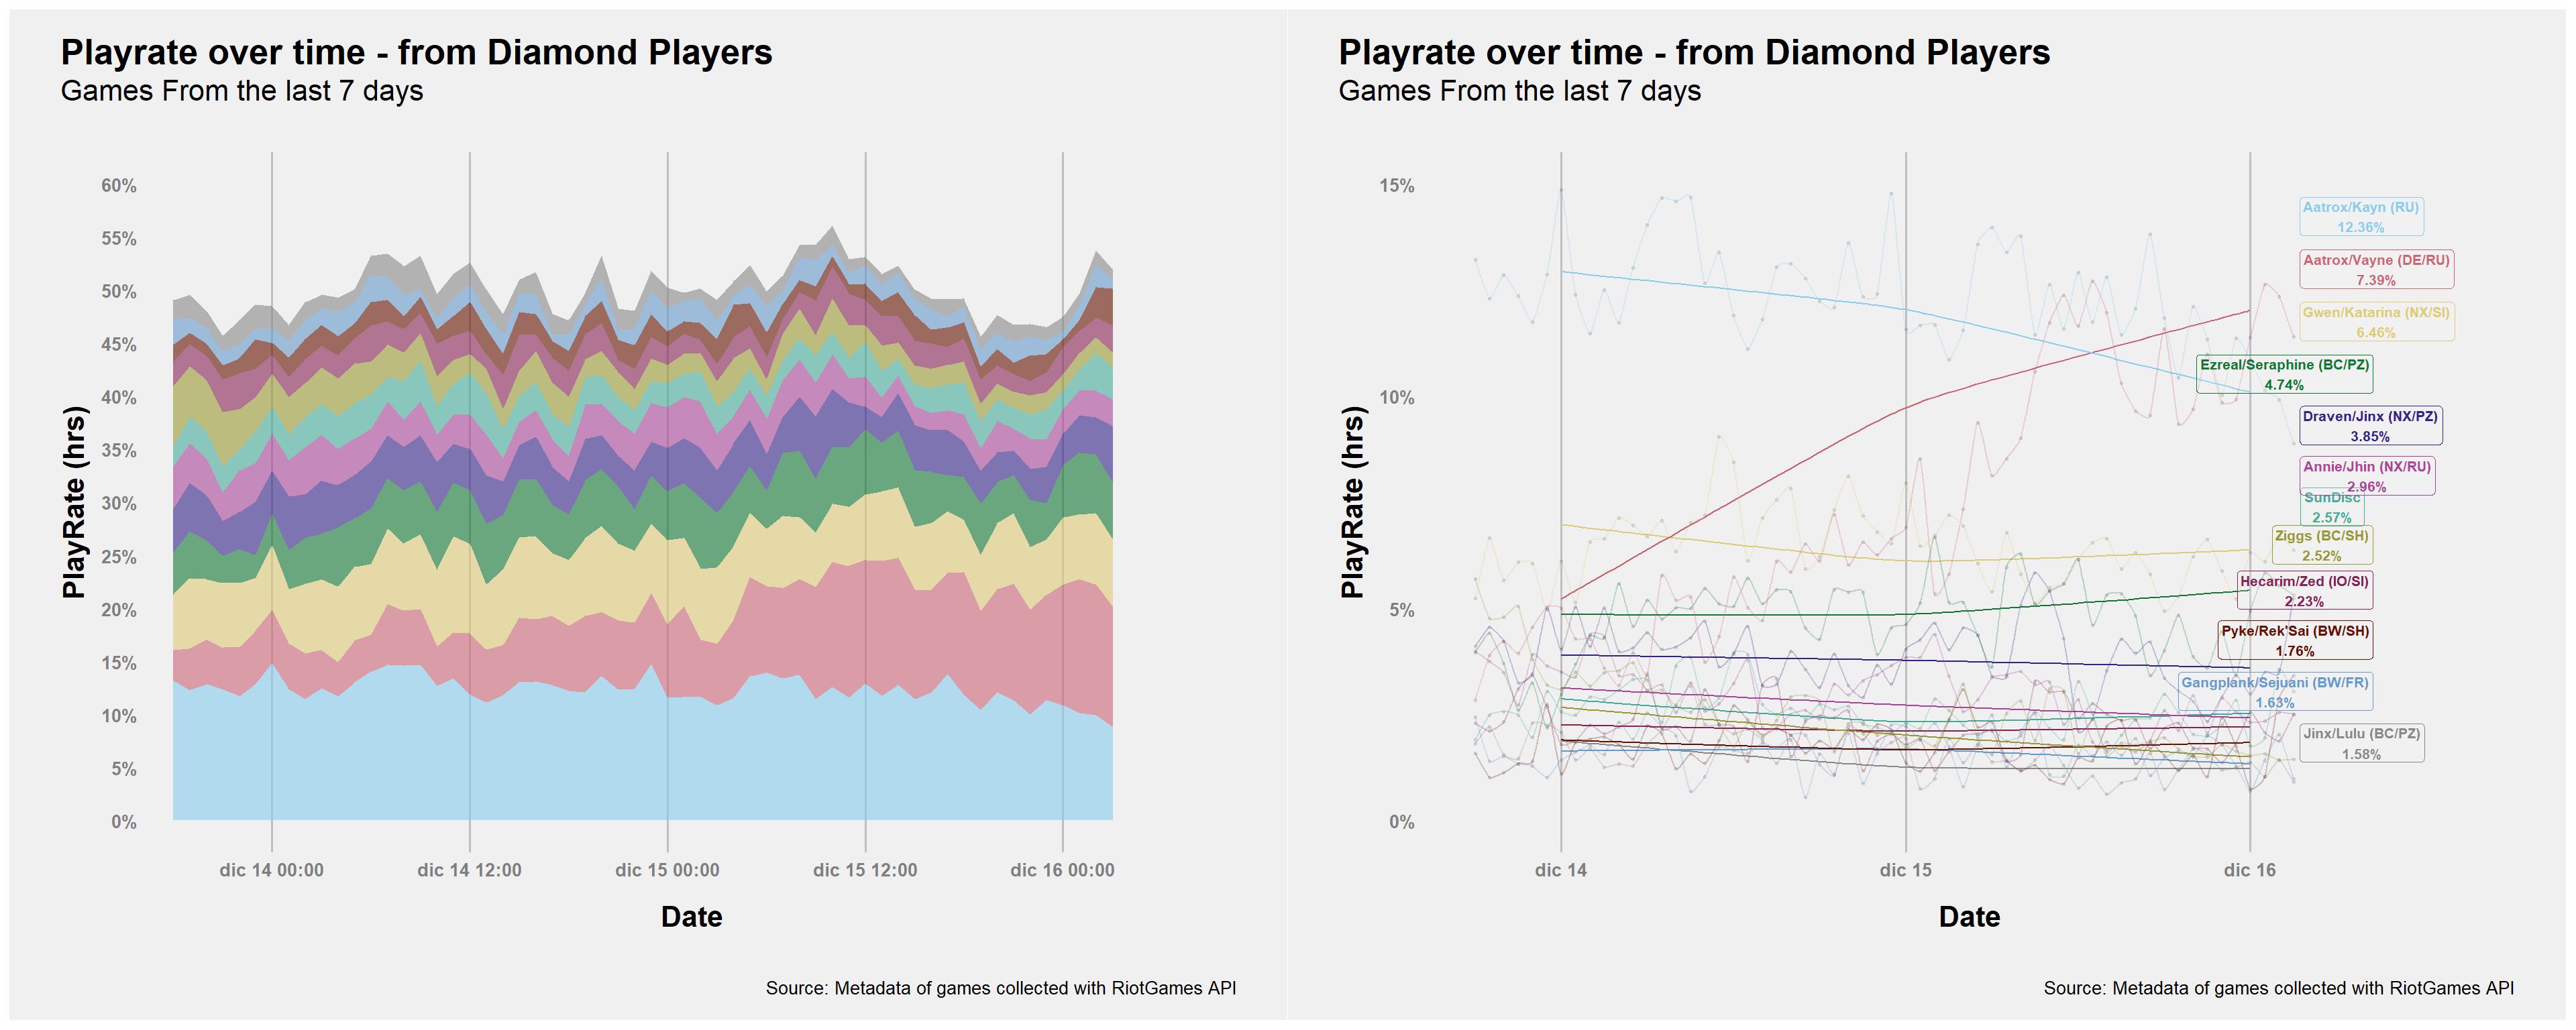 Playrate over time - from Diamond Players
Games From the last 7 days
PlayRate (hrs)
60%
55%
50%
45%
40%
35%
30%
25%
20%
15%
10%
5%
0%
dic 14 00:00
dic 14 12:00
dic 15 00:00
dic 15 12:00
dic 16 00:00
Date
Source: Metadata of games collected with RiotGames API
Playrate over time - from Diamond Players
Games From the last 7 days
PlayRate (hrs)
15%
10%
5%
0%
Aatrox/Kayn (RU)
12.36%
Aatrox/Vayne (DE/RU)
7.39%
Gwen/Katarina (NX/SI)
6.46%
Ezreal/Seraphine (BC/PZ)
4.74%
Draven/Jinx (NX/PZ)
3.85%
Annie/Jhin (NX/RU)
2.96%
SunDisc
2.57%
Ziggs (BC/SH)
2.52%
Hecarim/Zed (IO/SI)
2.23%
Pyke/Rek'Sai (BW/SH)
1.76%
Gangplank/Sejuani (BW/FR)
1.63%
Jinx/Lulu (BC/PZ)
1.58%
dic 14
dic 15
dic 16
Date
Source: Metadata of games collected with RiotGames API